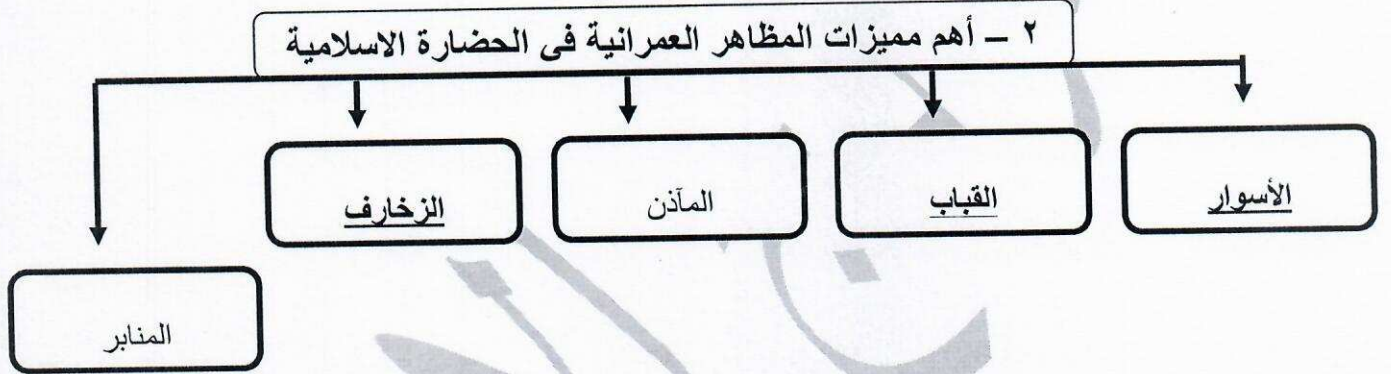 ٢ – أهم مميزات المظاهر العمرانية فى الحضارة الاسلامية
الأسوار
القباب
المآذن
الزخارف
المنابر